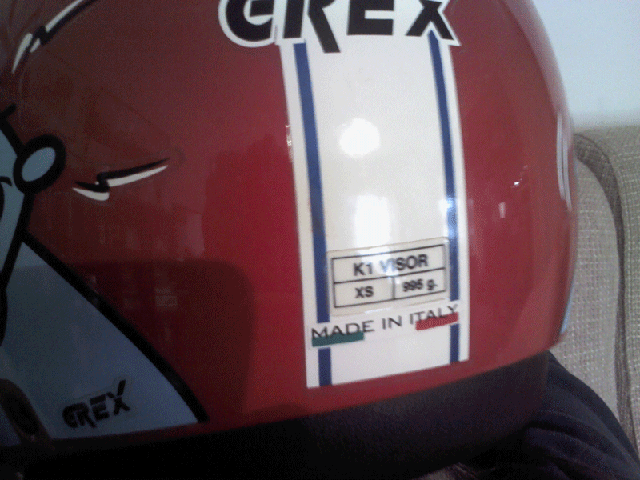 GREX
K1 VISOR
XS 995 g.
MADE IN ITALY
GREX